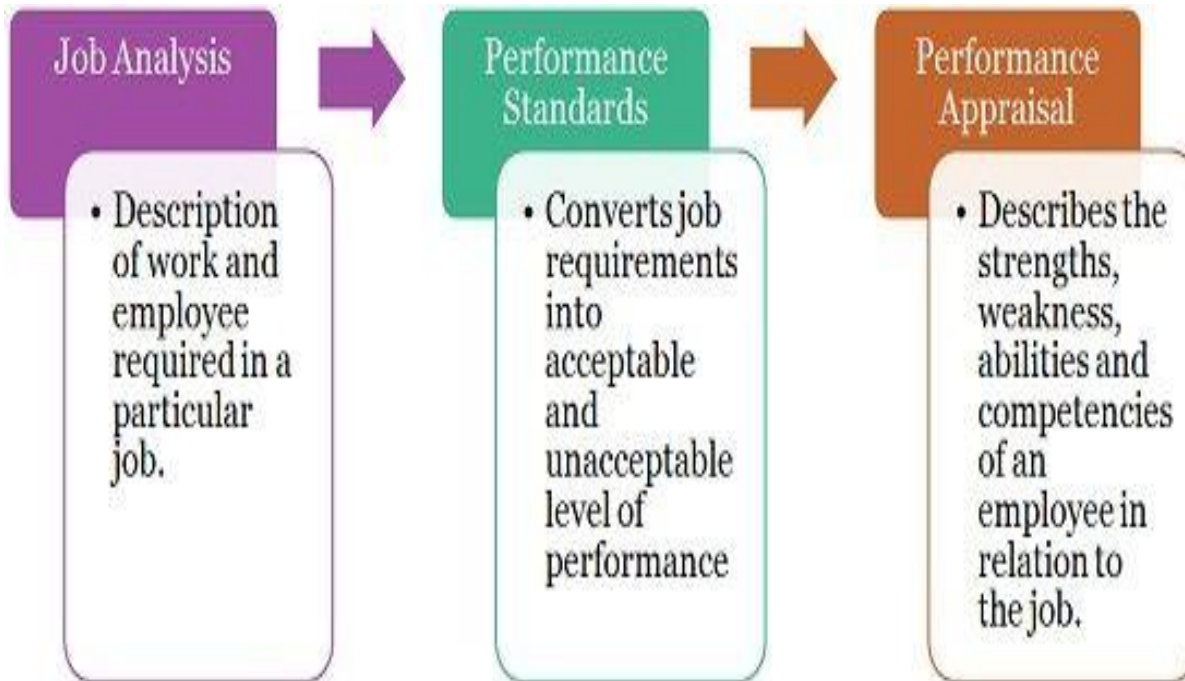 Job Analysis
• Description
of work and
employee
required in a
particular
job.
Performance
Standards
• Converts job
requirements
into
acceptable
and
unacceptable
level of
performance
Performance
Appraisal
• Describes the
strengths,
weakness,
abilities and
competencies
of an
employee in
relation to
the job.